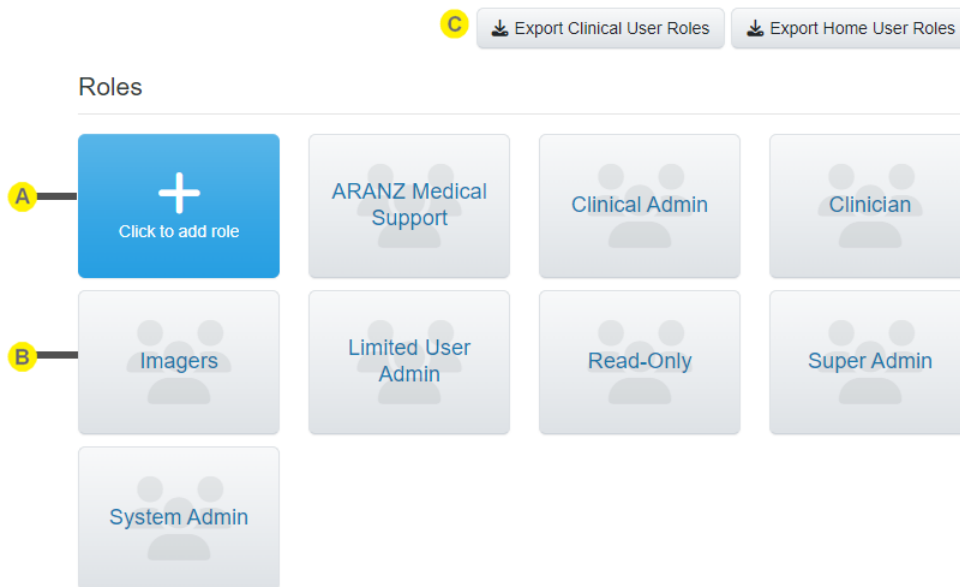 C
Export Clinical User Roles
Export Home User Roles
Roles
A
Click to add role
ARANZ Medical
Support
Clinical Admin
Clinician
B
Imagers
Limited User
Admin
Read-Only
Super Admin
System Admin